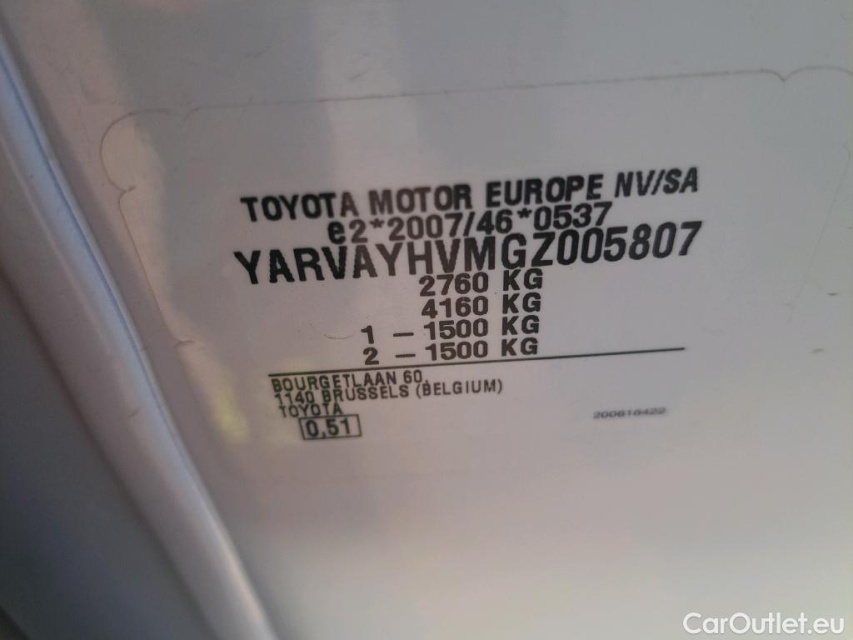 TOYOTA MOTOR EUROPE NV/SA
e2*2007/46*0537
YARVAYHVMGZ005807
2760 KG
4160 KG
1 – 1500 KG
2 – 1500 KG
BOURGETLAAN 60,
1140 BRUSSELS (BELGIUM)
TOYOTA
0,51
CarOutlet.eu